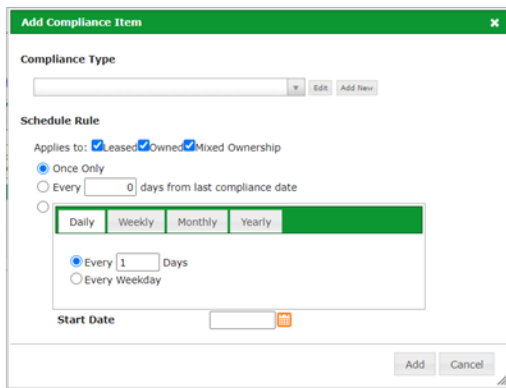 Add Compliance Item
Compliance Type
Edit Add New
Schedule Rule
Applies to: Leased Owned Mixed Ownership
Once Only
Every 0 days from last compliance date
Daily Weekly Monthly Yearly
Every 1 Days
Every Weekday
Start Date
Add Cancel